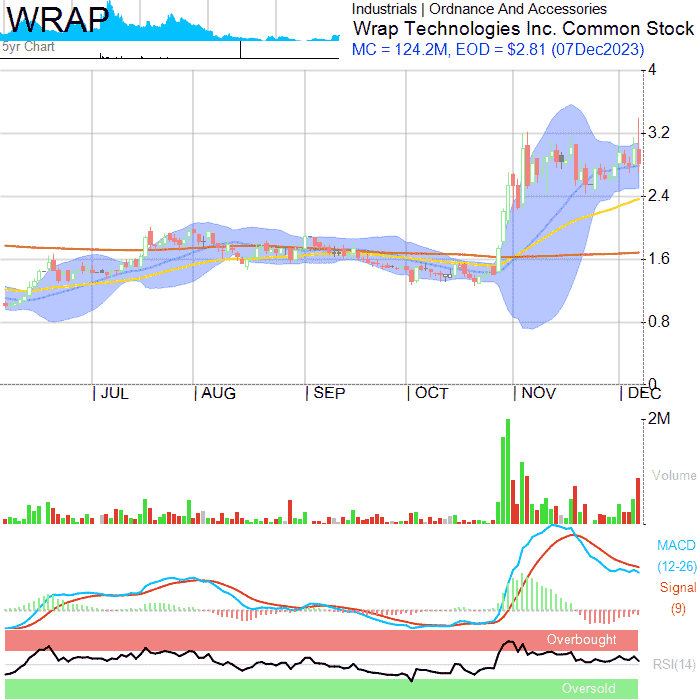 WRAP
5yr Chart
Industrials | Ordnance And Accessories
Wrap Technologies Inc. Common Stock
MC = 124.2M, EOD = $2.81 (07Dec2023)
4
3.2
2.4
1.6
0.8
0
JUL AUG SEP OCT NOV DEC
2M
Volume
MACD
(12-26)
Signal
(9)
Overbought
RSI(14)
Oversold